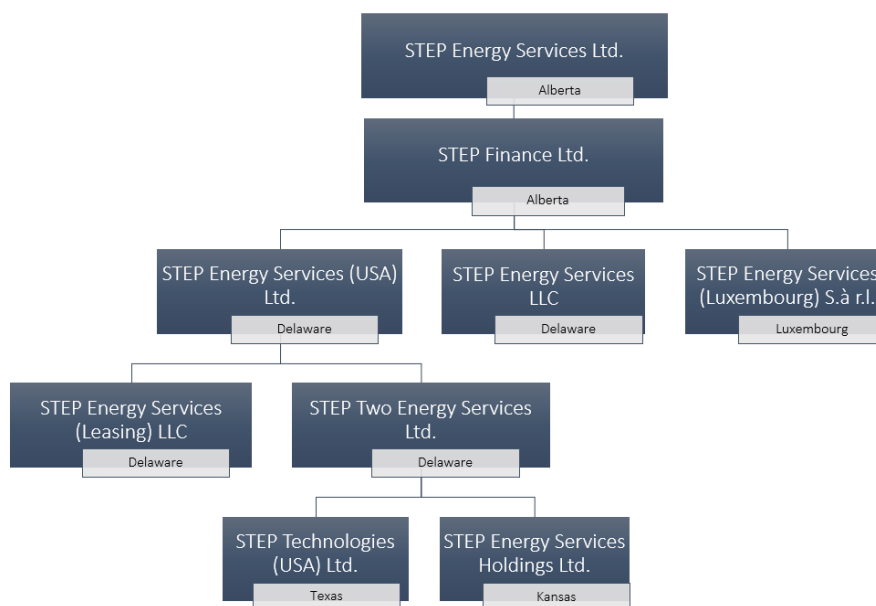 STEP Energy Services Ltd.
Alberta
STEP Finance Ltd.
Alberta
STEP Energy Services (USA)
Ltd.
Delaware
STEP Energy Services
LLC
Delaware
STEP Energy Services
(Luxembourg) S.à r.l.
Luxembourg
STEP Energy Services
(Leasing) LLC
Delaware
STEP Two Energy Services
Ltd.
Delaware
STEP Technologies
(USA) Ltd.
Texas
STEP Energy Services
Holdings Ltd.
Kansas